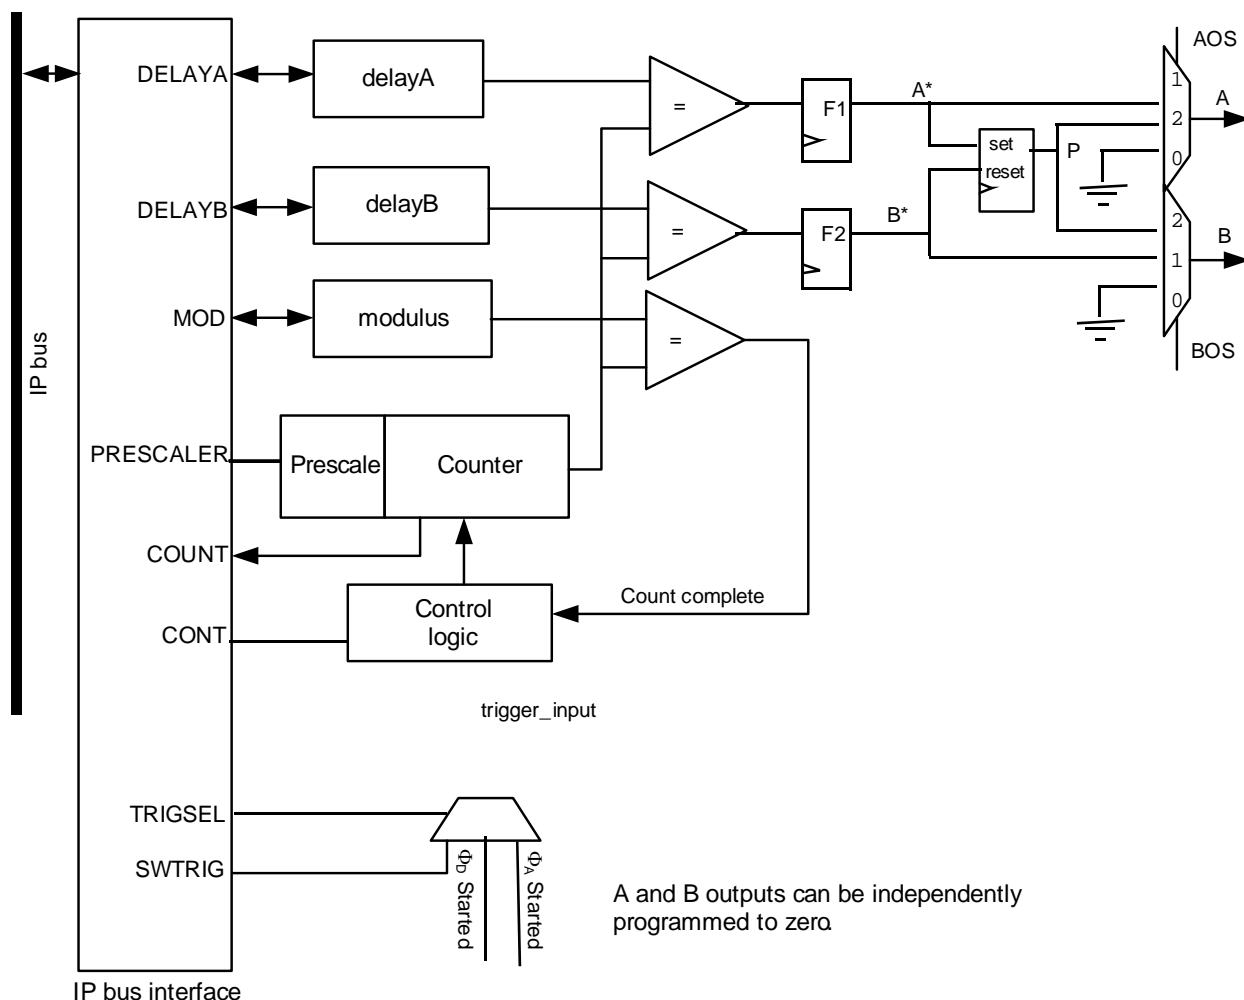 AOS
DELAYA
delayA
=
F1
A*
1
A
2
set
reset
P
0
DELAYB
delayB
=
F2
B*
2
B
1
0
MOD
modulus
=
BOS
IP bus
PRESCALER
Prescale
Counter
COUNT
Count complete
Control
logic
CONT
trigger_input
TRIGSEL
SWTRIG
ΦD Started
ΦA Started
A and B outputs can be independently
programmed to zero.
IP bus interface